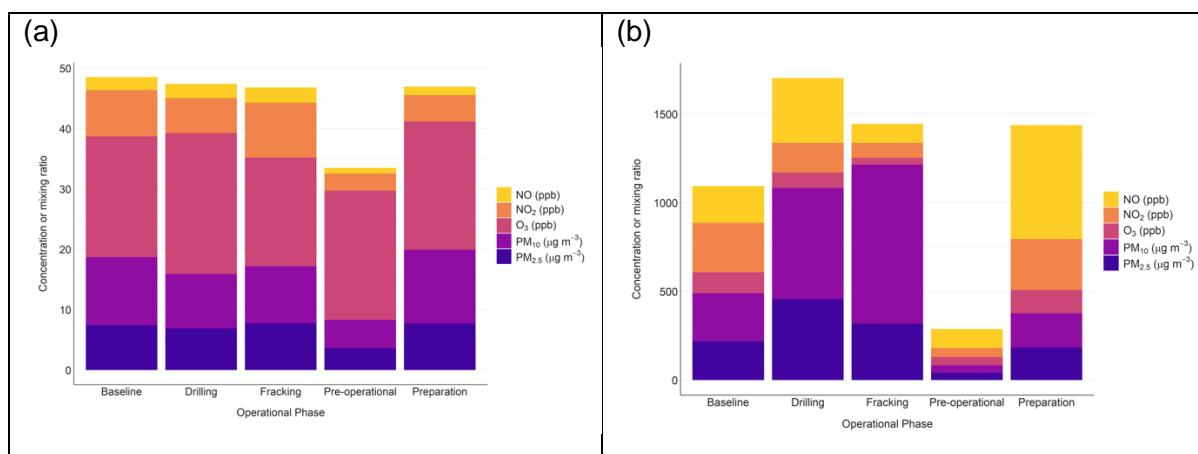 (a)
50
40
30
20
10
0
Concentration or mixing ratio
Baseline Drilling Fracking Pre-operational Preparation
Operational Phase
NO (ppb)
NO₂ (ppb)
O₃ (ppb)
PM₁₀ (μg m⁻³)
PM₂.₅ (μg m⁻³)
(b)
1500
1000
500
0
Concentration or mixing ratio
Baseline Drilling Fracking Pre-operational Preparation
Operational Phase
NO (ppb)
NO₂ (ppb)
O₃ (ppb)
PM₁₀ (μg m⁻³)
PM₂.₅ (μg m⁻³)